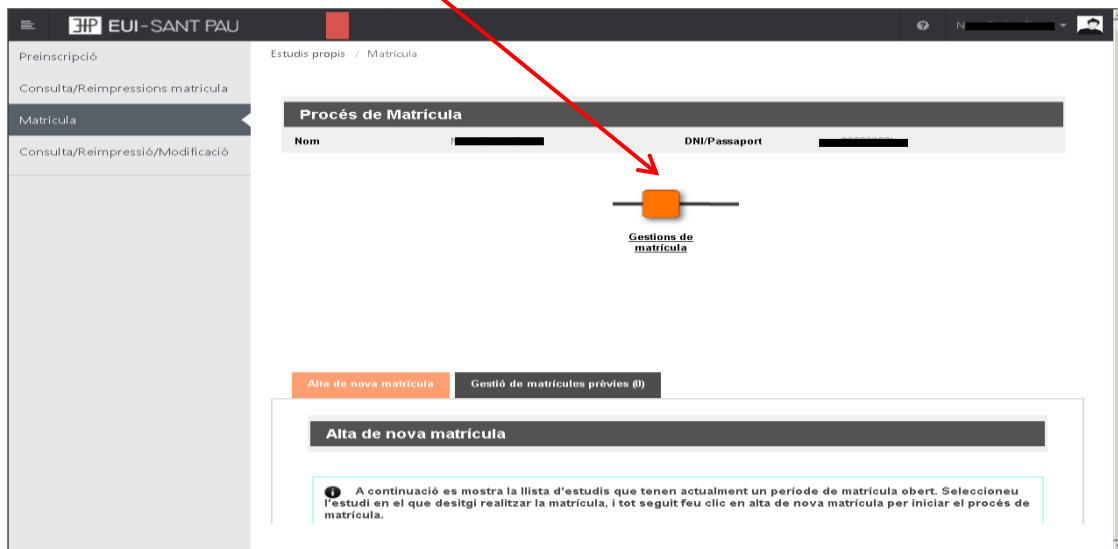 EUI-SANT PAU
N
Preinscripció
Consulta/Reimpressions matricula
Matrícula
Consulta/Reimpressió/Modificació
Estudis propis / Matrícula
Procés de Matrícula
Nom
DNI/Passaport
Gestions de
matrícula
Alta de nova matrícula
Gestió de matrícules prèvies (0)
Alta de nova matrícula
A continuació es mostra la llista d'estudis que tenen actualment un període de matrícula obert. Seleccioneu
l'estudi en el que desitgi realitzar la matrícula, i tot seguit feu clic en alta de nova matrícula per iniciar el procés de
matrícula.